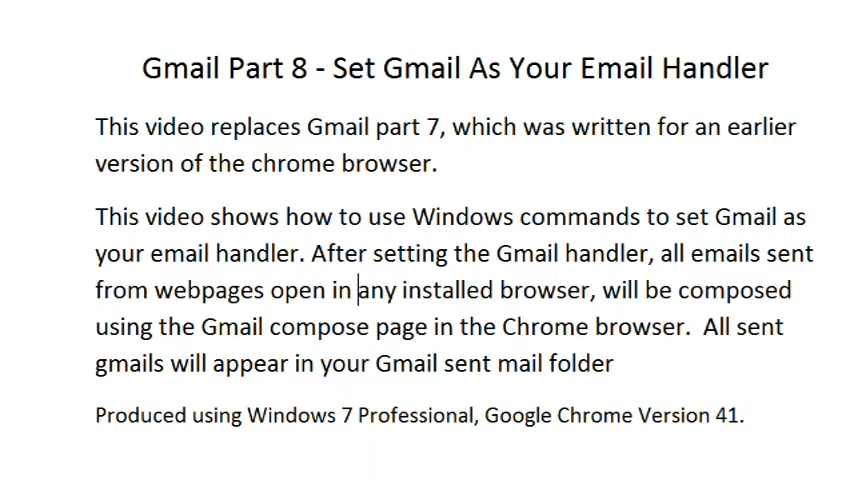 Gmail Part 8 - Set Gmail As Your Email Handler
This video replaces Gmail part 7, which was written for an earlier
version of the chrome browser.
This video shows how to use Windows commands to set Gmail as
your email handler. After setting the Gmail handler, all emails sent
from webpages open in any installed browser, will be composed
using the Gmail compose page in the Chrome browser.  All sent
gmails will appear in your Gmail sent mail folder
Produced using Windows 7 Professional, Google Chrome Version 41.